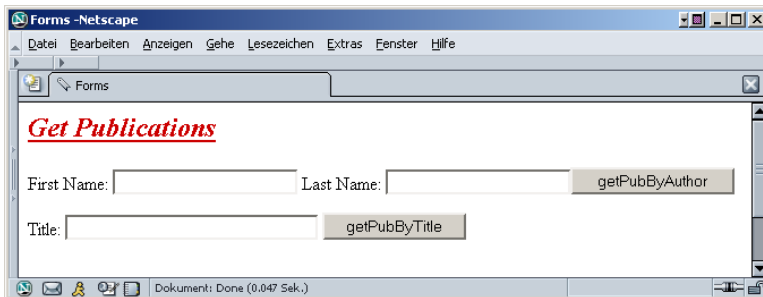 Forms -Netscape
Datei Bearbeiten Anzeigen Gehe Lesezeichen Extras Fenster Hilfe
Forms
Get Publications
First Name: Last Name: getPubByAuthor
Title: getPubByTitle
Dokument: Done (0.047 Sek.)